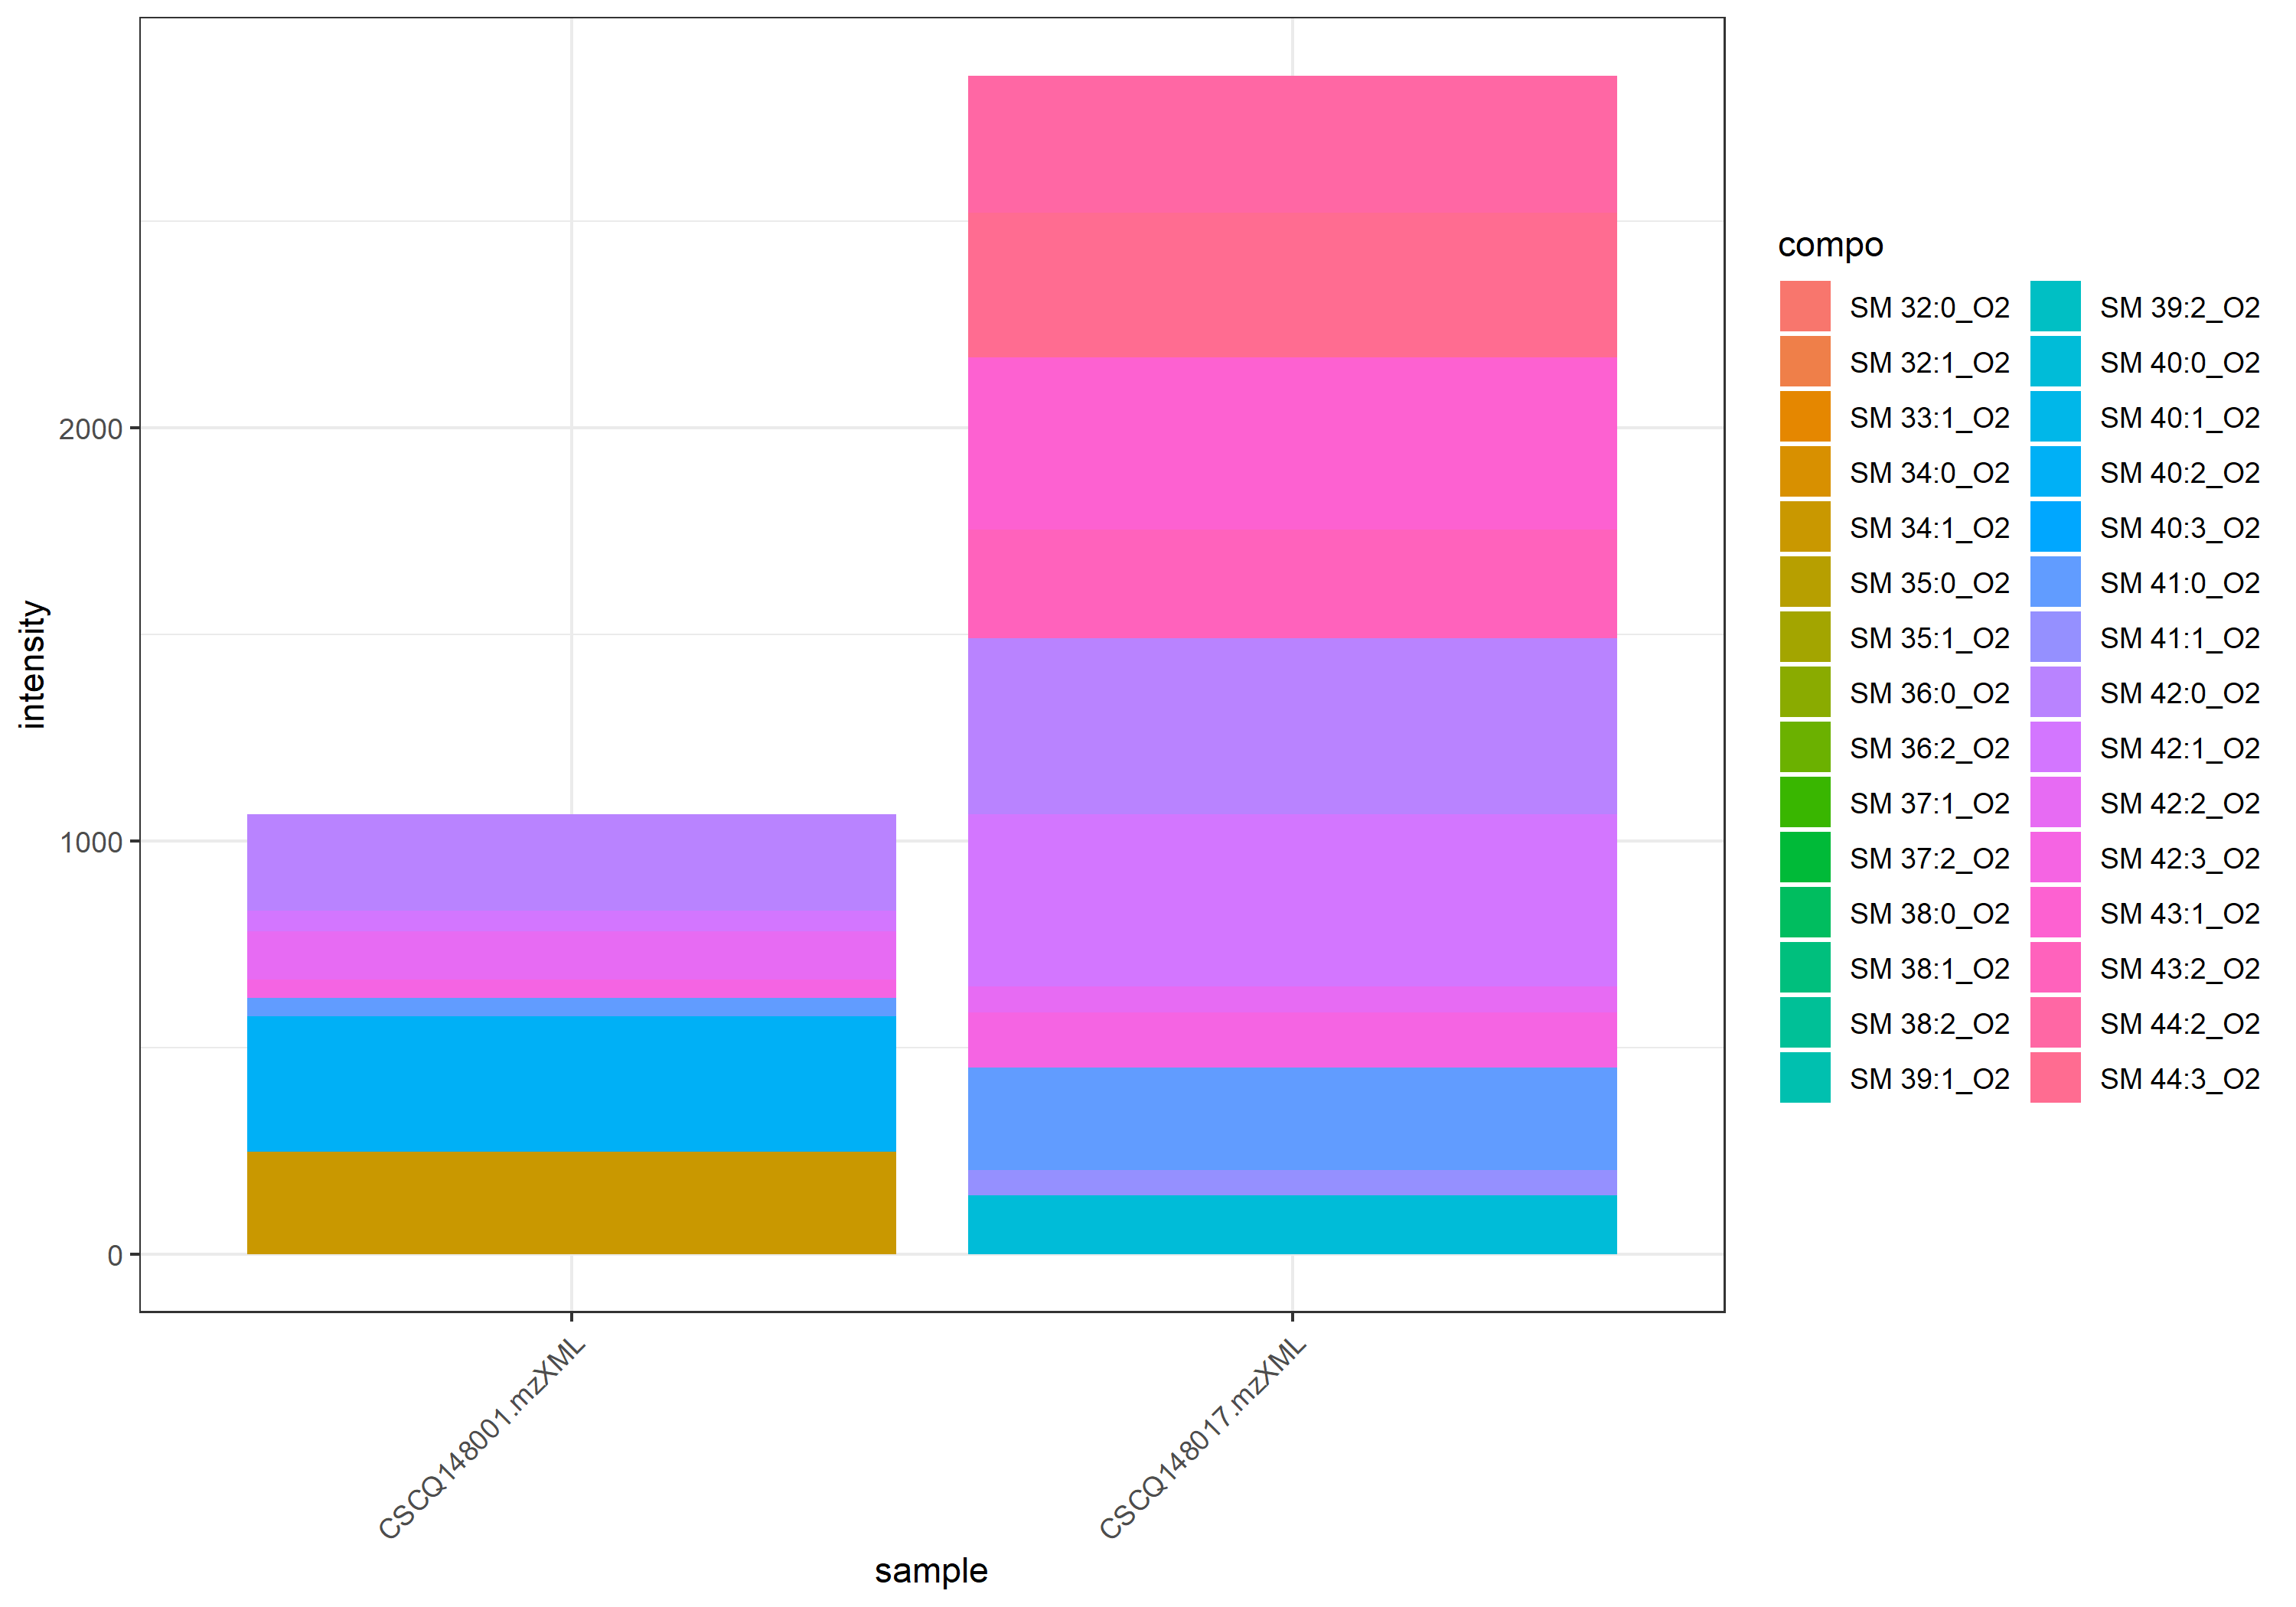 intensity
2000
1000
0
CSCQ148001.mzXML
CSCQ148017.mzXML
sample
compo
SM 32:0_O2
SM 32:1_O2
SM 33:1_O2
SM 34:0_O2
SM 34:1_O2
SM 35:0_O2
SM 35:1_O2
SM 36:0_O2
SM 36:2_O2
SM 37:1_O2
SM 37:2_O2
SM 38:0_O2
SM 38:1_O2
SM 38:2_O2
SM 39:1_O2
SM 39:2_O2
SM 40:0_O2
SM 40:1_O2
SM 40:2_O2
SM 40:3_O2
SM 41:0_O2
SM 41:1_O2
SM 42:0_O2
SM 42:1_O2
SM 42:2_O2
SM 42:3_O2
SM 43:1_O2
SM 43:2_O2
SM 44:2_O2
SM 44:3_O2